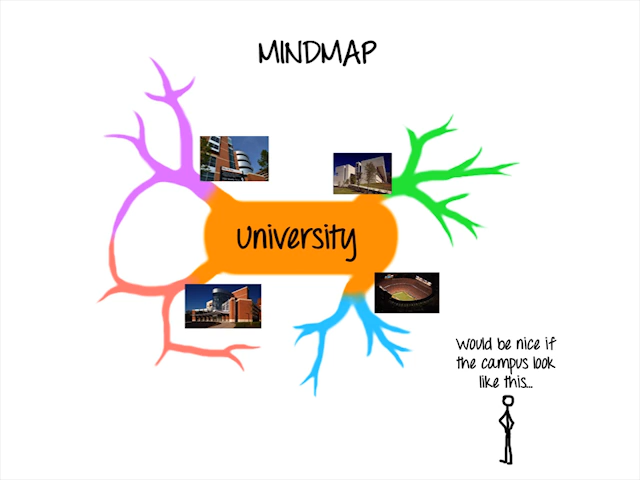 MINDMAP
University
Would be nice if
the campus look
like this...